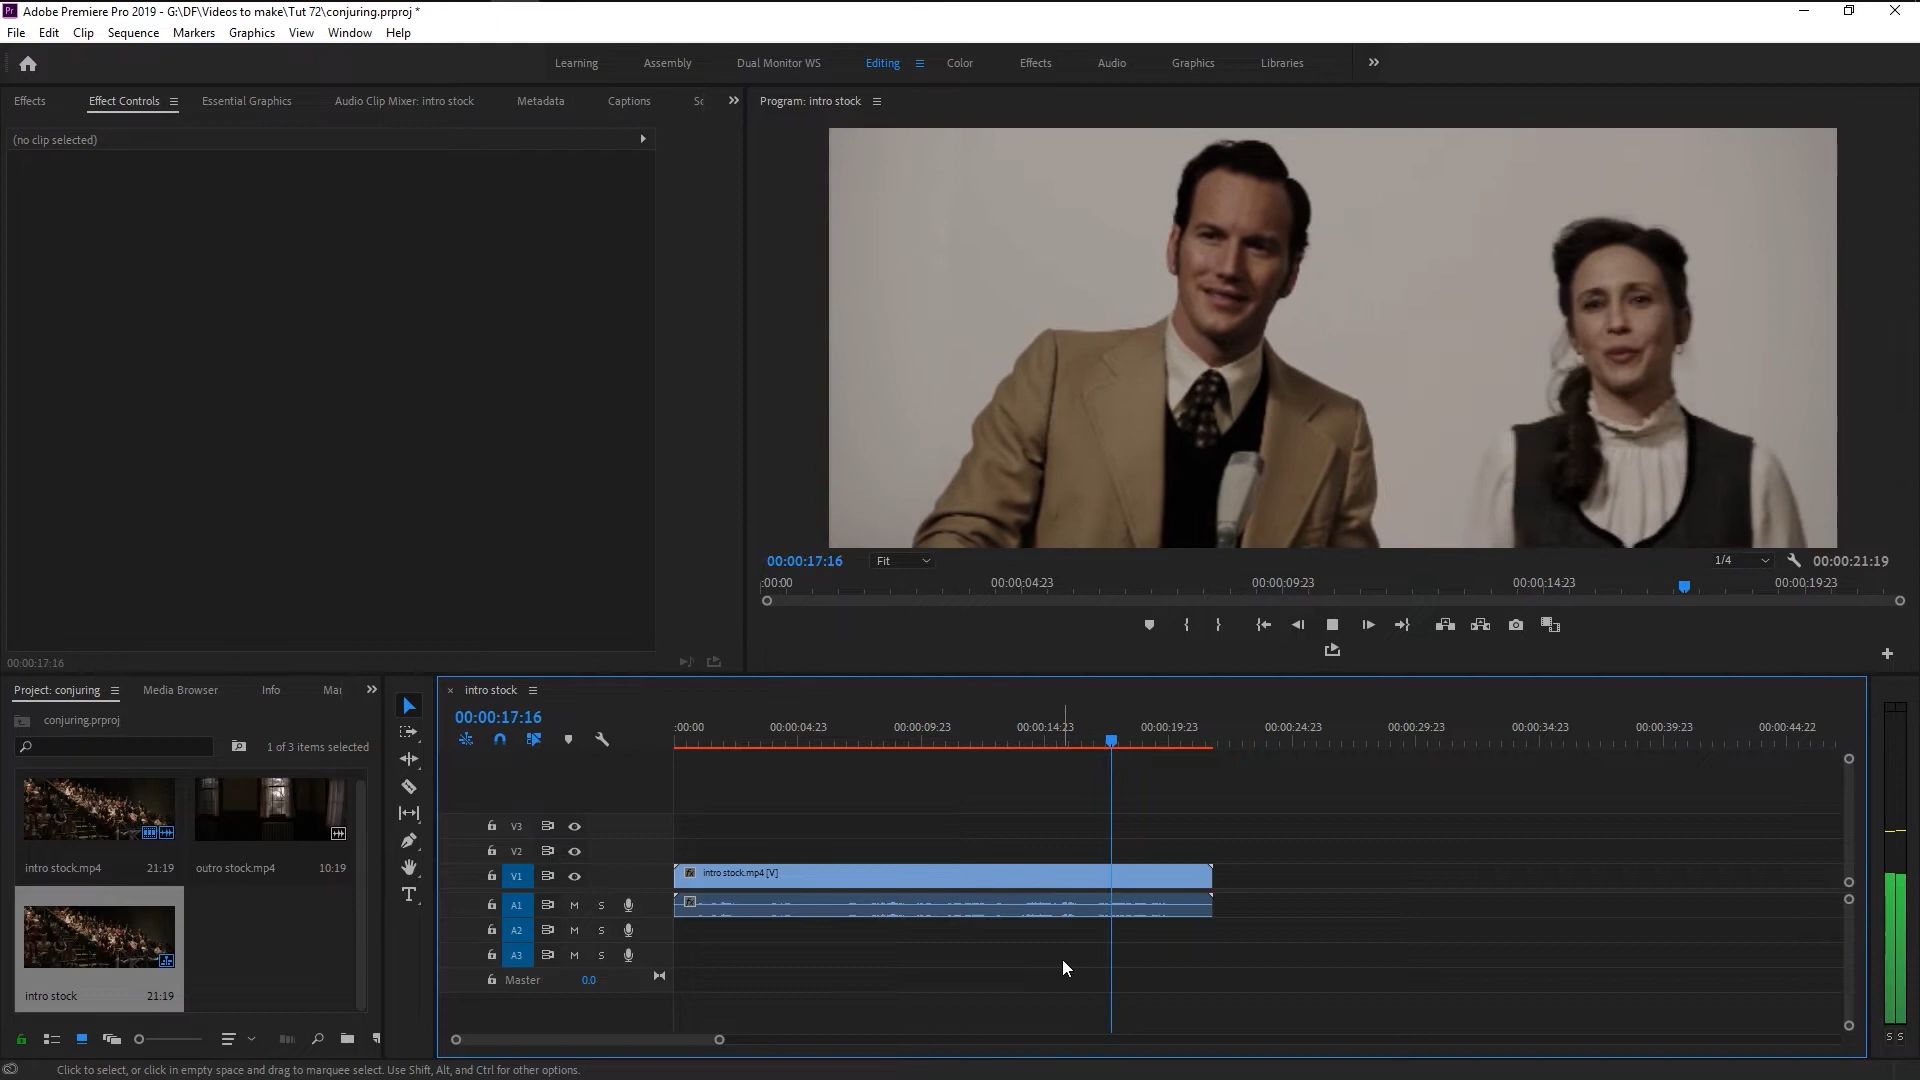 Adobe Premiere Pro 2019 - G:\DF\Videos to make\Tut 72\conjuring.prproj *
File Edit Clip Sequence Markers Graphics View Window Help
Learning Assembly Dual Monitor WS Editing Color Effects Audio Graphics Libraries
Effects Effect Controls Essential Graphics Audio Clip Mixer: intro stock Metadata Captions Sc
Program: intro stock
(no clip selected)
00:00:17:16 Fit 1/4 00:00:21:19
:00:00 00:00:04:23 00:00:09:23 00:00:14:23 00:00:19:23
00:00:17:16
Project: conjuring Media Browser Info Mar
conjuring.prproj
1 of 3 items selected
intro stock.mp4 21:19
outro stock.mp4 10:19
intro stock 21:19
intro stock
00:00:17:16
:00:00 00:00:04:23 00:00:09:23 00:00:14:23 00:00:19:23 00:00:24:23 00:00:29:23 00:00:34:23 00:00:39:23 00:00:44:22
V3
V2
V1 fx intro stock.mp4 [V]
A1 M S
A2 M S
A3 M S
Master 0.0
S S
Click to select, or click in empty space and drag to marquee select. Use Shift, Alt, and Ctrl for other options.